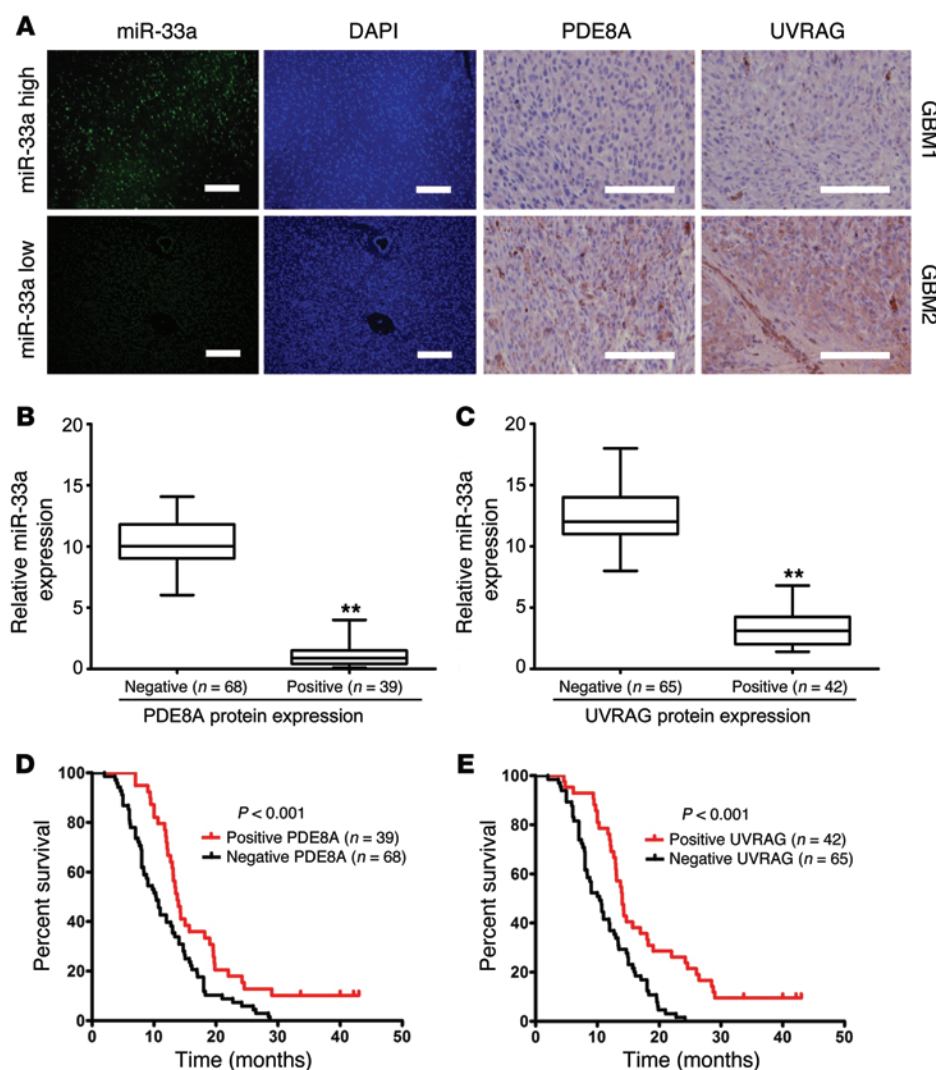 A
miR-33a DAPI PDE8A UVRAG
miR-33a high
GBM1
miR-33a low
GBM2
B
Relative miR-33a
expression
20
15
10
5
0
**
Negative (n = 68) Positive (n = 39)
PDE8A protein expression
C
Relative miR-33a
expression
20
15
10
5
0
**
Negative (n = 65) Positive (n = 42)
UVRAG protein expression
D
Percent survival
100
80
60
40
20
0
P < 0.001
Positive PDE8A (n = 39)
Negative PDE8A (n = 68)
0 10 20 30 40 50
Time (months)
E
Percent survival
100
80
60
40
20
0
P < 0.001
Positive UVRAG (n = 42)
Negative UVRAG (n = 65)
0 10 20 30 40 50
Time (months)